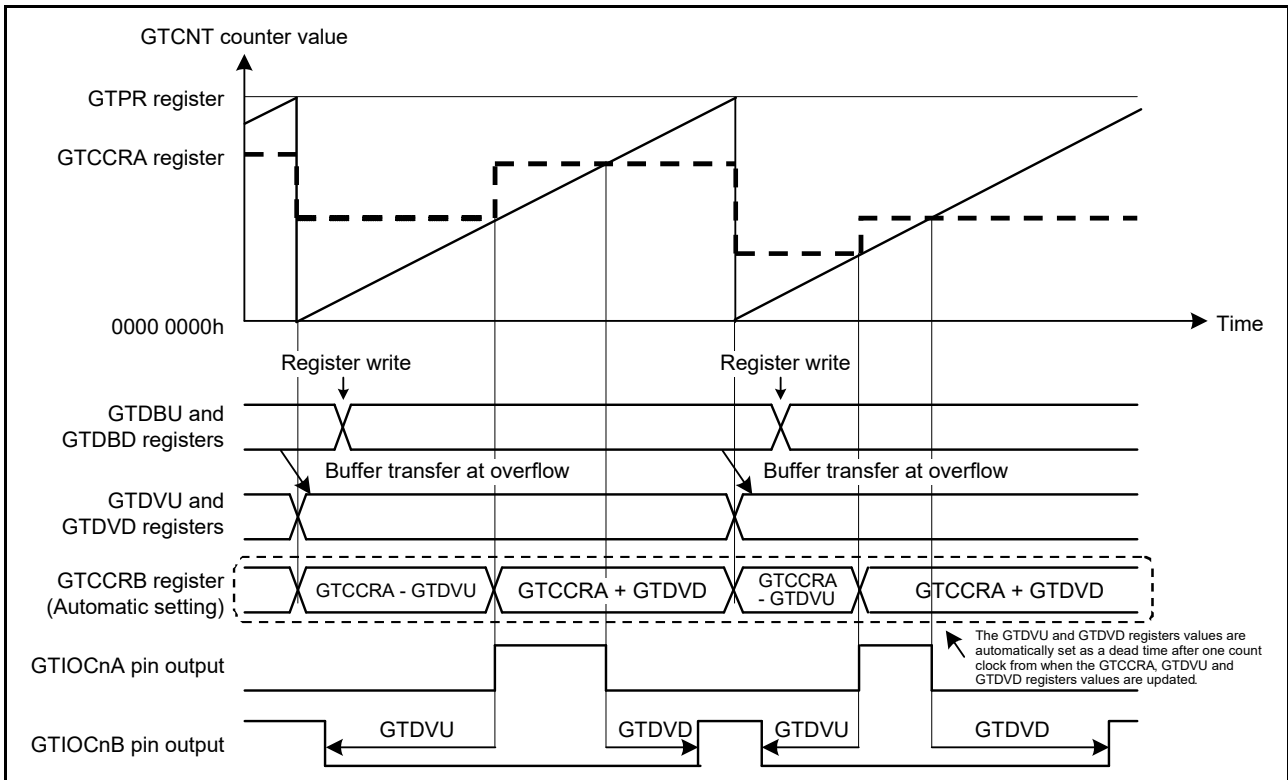 GTCNT counter value
GTPR register
GTCCRA register
0000 0000h
Time
Register write
Register write
GTDBU and
GTDBD registers
Buffer transfer at overflow
Buffer transfer at overflow
GTDVU and
GTDVD registers
GTCCRB register
(Automatic setting)
GTCCRA - GTDVU
GTCCRA + GTDVD
GTCCRA
- GTDVU
GTCCRA + GTDVD
The GTDVU and GTDVD registers values are
automatically set as a dead time after one count
clock from when the GTCCRA, GTDVU and
GTDVD registers values are updated.
GTIOCnA pin output
GTIOCnB pin output
GTDVU
GTDVD
GTDVU
GTDVD